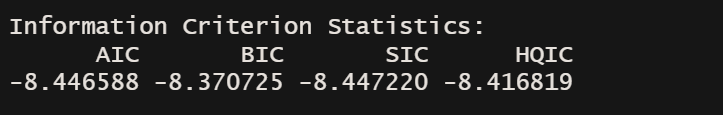 Information Criterion Statistics:
AIC BIC SIC HQIC
-8.446588 -8.370725 -8.447220 -8.416819